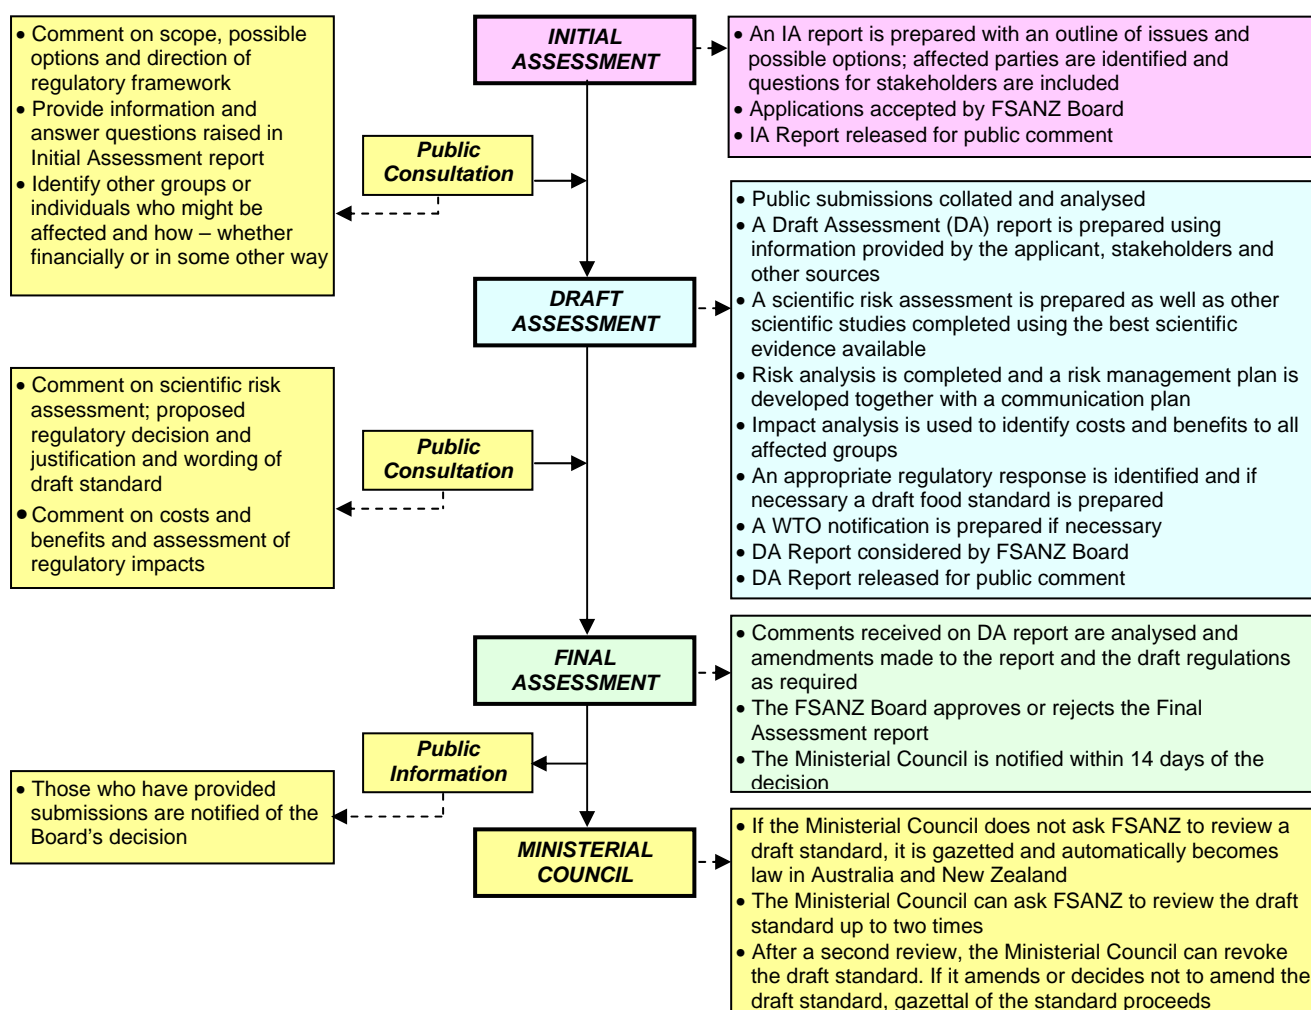 • Comment on scope, possible
options and direction of
regulatory framework
• Provide information and
answer questions raised in
Initial Assessment report
• Identify other groups or
individuals who might be
affected and how – whether
financially or in some other way
INITIAL
ASSESSMENT
• An IA report is prepared with an outline of issues and
possible options; affected parties are identified and
questions for stakeholders are included
• Applications accepted by FSANZ Board
• IA Report released for public comment
Public
Consultation
DRAFT
ASSESSMENT
• Public submissions collated and analysed
• A Draft Assessment (DA) report is prepared using
information provided by the applicant, stakeholders and
other sources
• A scientific risk assessment is prepared as well as other
scientific studies completed using the best scientific
evidence available
• Risk analysis is completed and a risk management plan is
developed together with a communication plan
• Impact analysis is used to identify costs and benefits to all
affected groups
• An appropriate regulatory response is identified and if
necessary a draft food standard is prepared
• A WTO notification is prepared if necessary
• DA Report considered by FSANZ Board
• DA Report released for public comment
• Comment on scientific risk
assessment; proposed
regulatory decision and
justification and wording of
draft standard
• Comment on costs and
benefits and assessment of
regulatory impacts
Public
Consultation
FINAL
ASSESSMENT
• Comments received on DA report are analysed and
amendments made to the report and the draft regulations
as required
• The FSANZ Board approves or rejects the Final
Assessment report
• The Ministerial Council is notified within 14 days of the
decision
Public
Information
• Those who have provided
submissions are notified of the
Board's decision
MINISTERIAL
COUNCIL
• If the Ministerial Council does not ask FSANZ to review a
draft standard, it is gazetted and automatically becomes
law in Australia and New Zealand
• The Ministerial Council can ask FSANZ to review the draft
standard up to two times
• After a second review, the Ministerial Council can revoke
the draft standard. If it amends or decides not to amend the
draft standard, gazettal of the standard proceeds